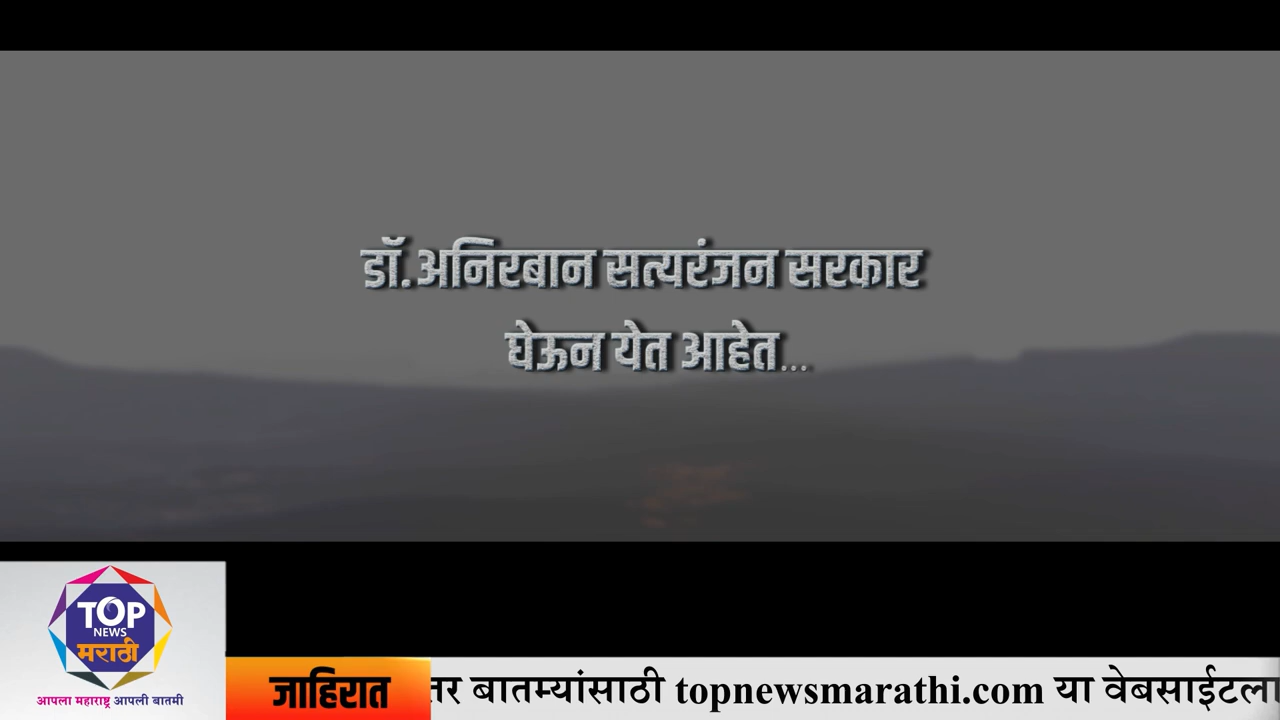 डॉ. अनिरबान सत्यरंजन सरकार
घेऊन येत आहेत...
TOP
NEWS
मराठी
आपला महाराष्ट्र आपली बातमी
जाहिरात
तर बातम्यांसाठी topnewsmarathi.com या वेबसाईटला